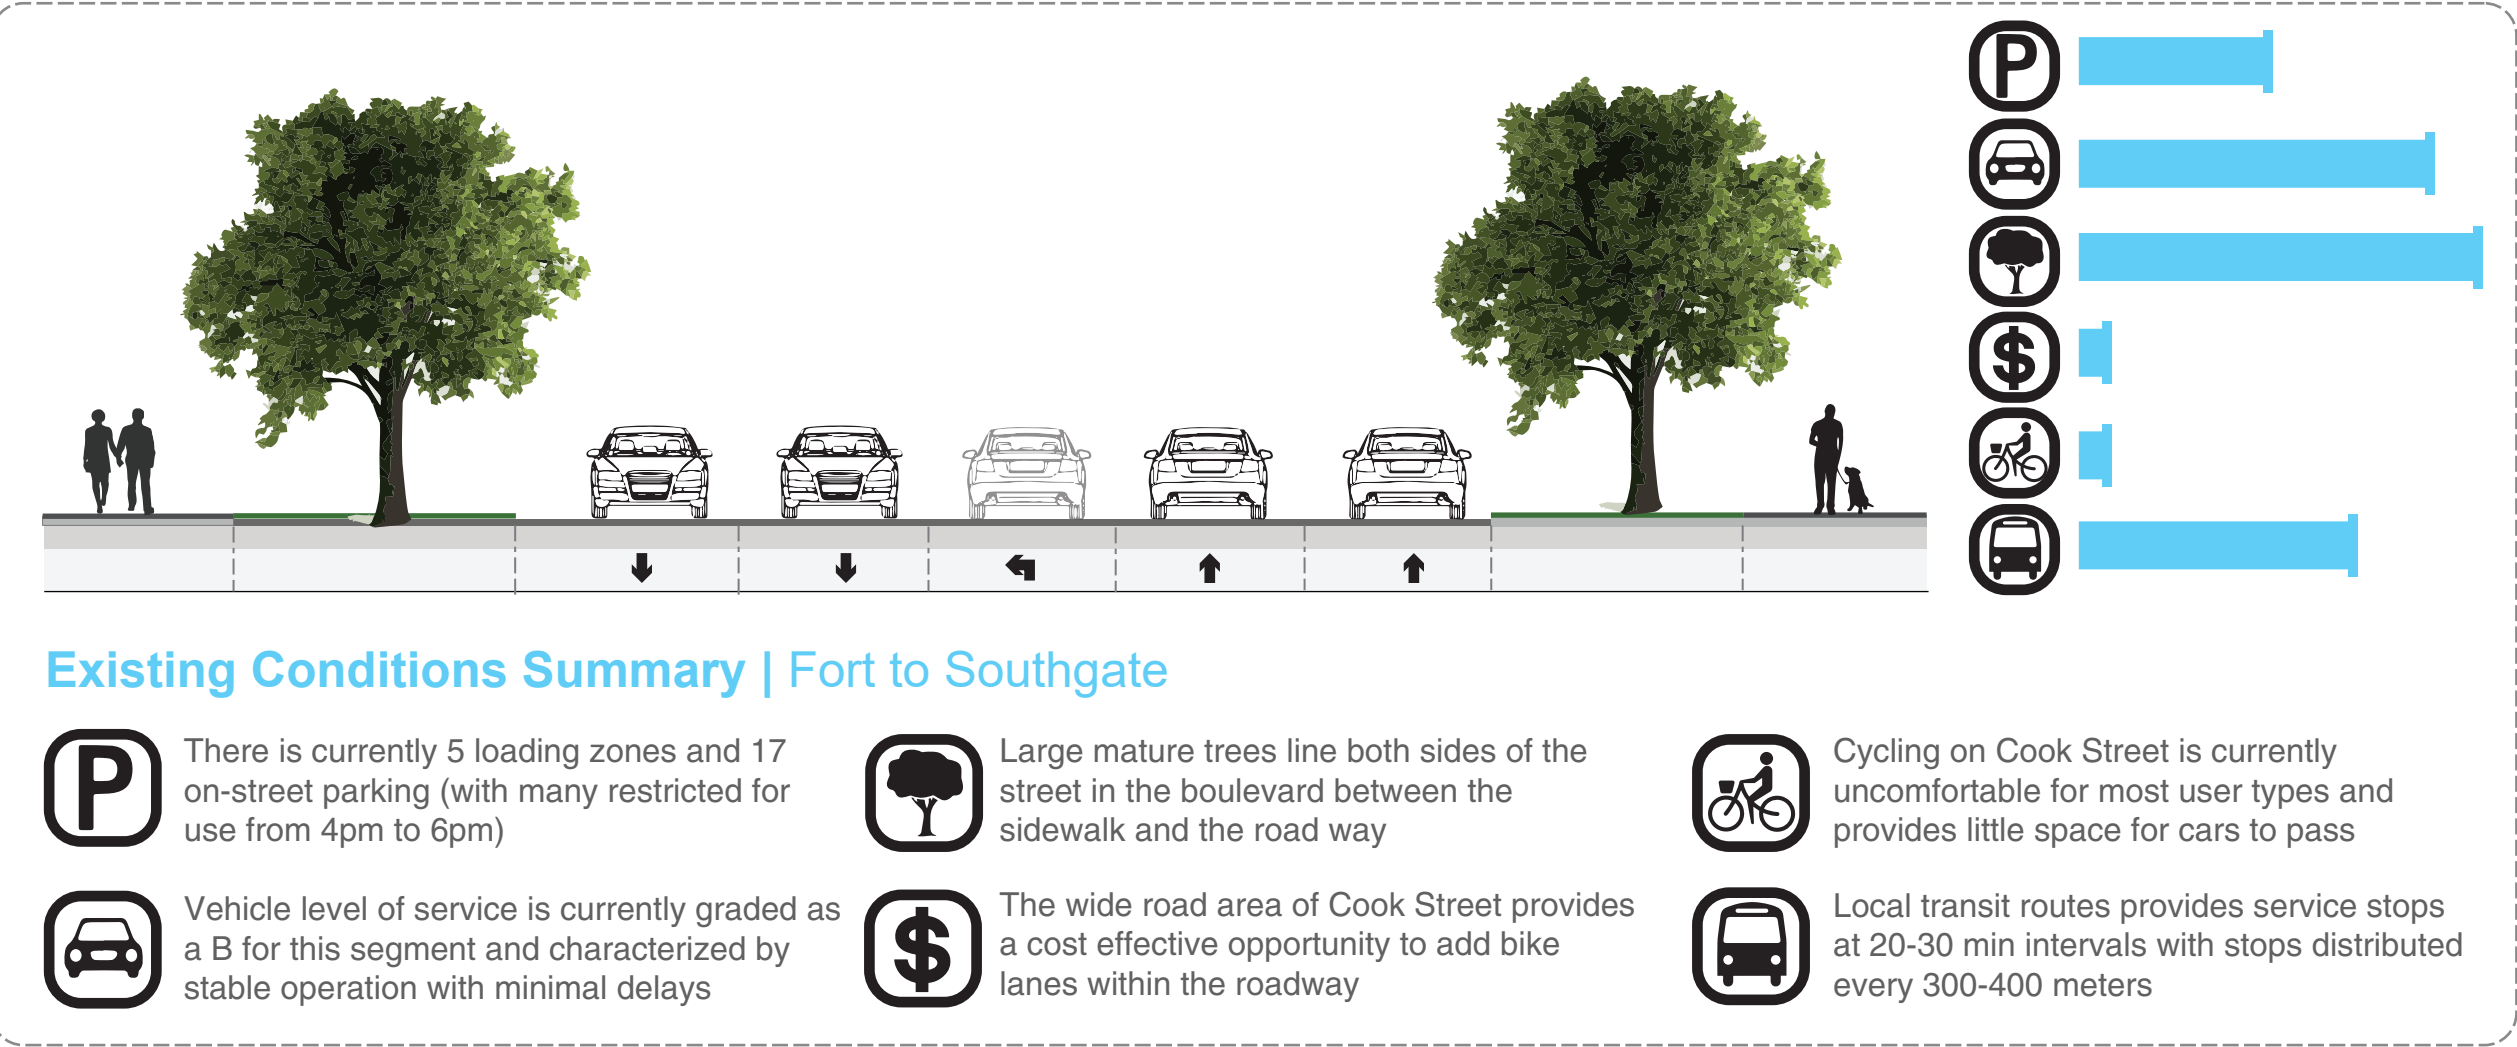 P
$
Existing Conditions Summary | Fort to Southgate
P
There is currently 5 loading zones and 17
on-street parking (with many restricted for
use from 4pm to 6pm)
Large mature trees line both sides of the
street in the boulevard between the
sidewalk and the road way
Cycling on Cook Street is currently
uncomfortable for most user types and
provides little space for cars to pass
Vehicle level of service is currently graded as
a B for this segment and characterized by
stable operation with minimal delays
$
The wide road area of Cook Street provides
a cost effective opportunity to add bike
lanes within the roadway
Local transit routes provides service stops
at 20-30 min intervals with stops distributed
every 300-400 meters